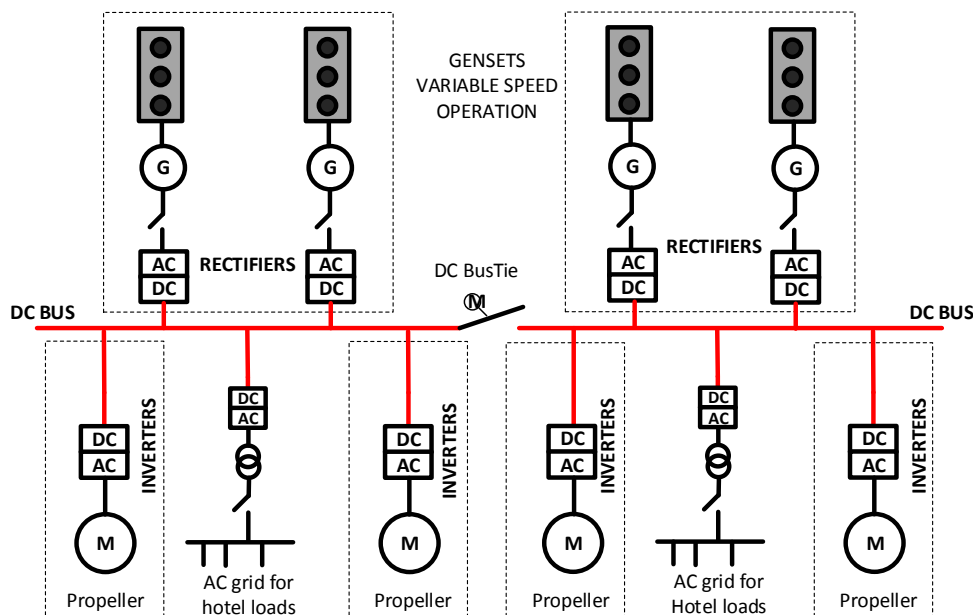 GENSETS
VARIABLE SPEED
OPERATION
G
G
G
G
AC
DC
RECTIFIERS
AC
DC
DC BusTie
M
AC
DC
RECTIFIERS
AC
DC
DC BUS
DC BUS
DC
AC
INVERTERS
DC
AC
DC
AC
INVERTERS
DC
AC
INVERTERS
DC
AC
DC
AC
INVERTERS
M
M
M
M
Propeller
AC grid for
hotel loads
Propeller
Propeller
AC grid for
Hotel loads
Propeller